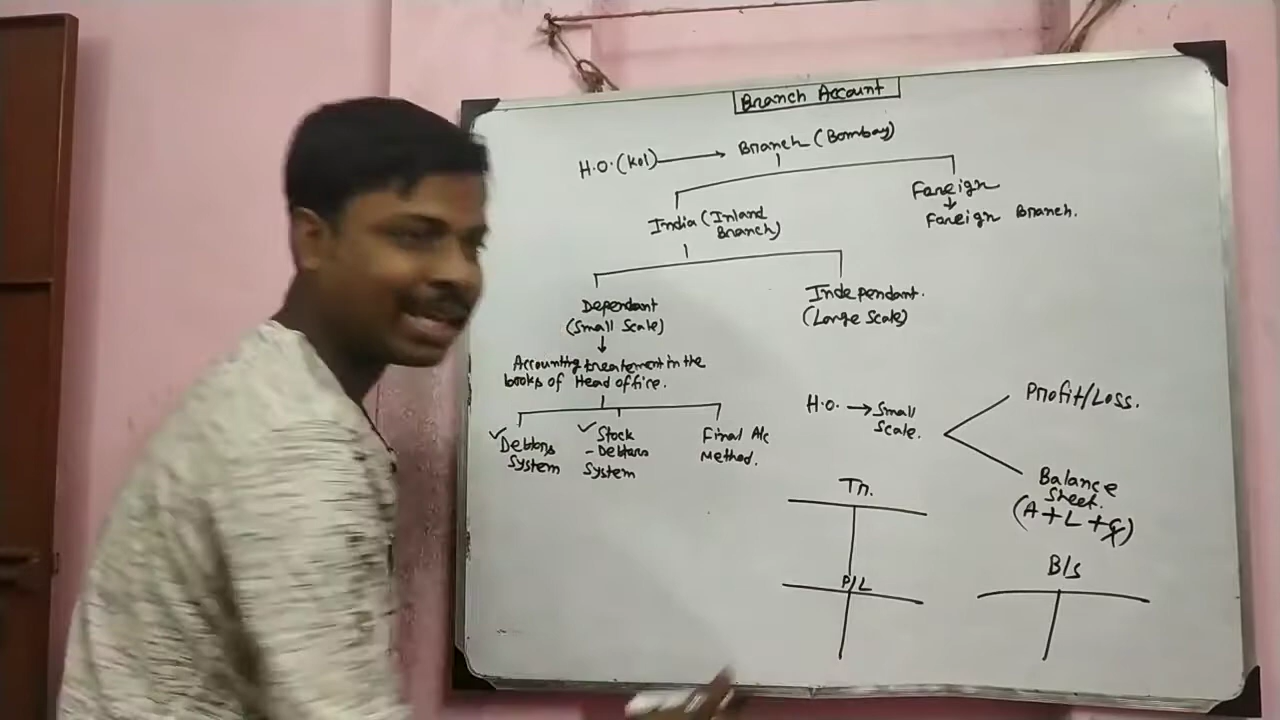 Branch Account
H.O.(Kol) → Branch (Bombay)
India (Inland
Branch)
Foreign
↓
Foreign Branch.
Dependant
(Small Scale)
↓
Accounting treatement in the
books of Head office.
✓ Debtors
System
✓ Stock
- Debtors
System
Final A/c
Method.
Independant.
(Large Scale)
H.O. → Small
Scale.
Profit/Loss.
Balance
Sheet.
(A + L +
Tr.
P/L
B/s